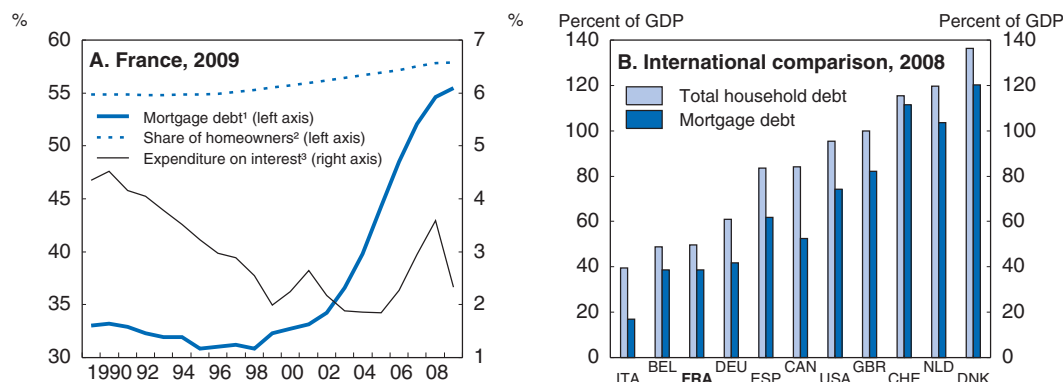 %
60
55
50
45
40
35
30
A. France, 2009
Mortgage debt¹ (left axis)
Share of homeowners² (left axis)
Expenditure on interest³ (right axis)
%
7
6
5
4
3
2
1
1990 92 94 96 98 00 02 04 06 08
Percent of GDP
140
120
100
80
60
40
20
0
B. International comparison, 2008
Total household debt
Mortgage debt
Percent of GDP
140
120
100
80
60
40
20
0
BEL DEU CAN GBR NLD
ITA FRA ESP USA CHE DNK